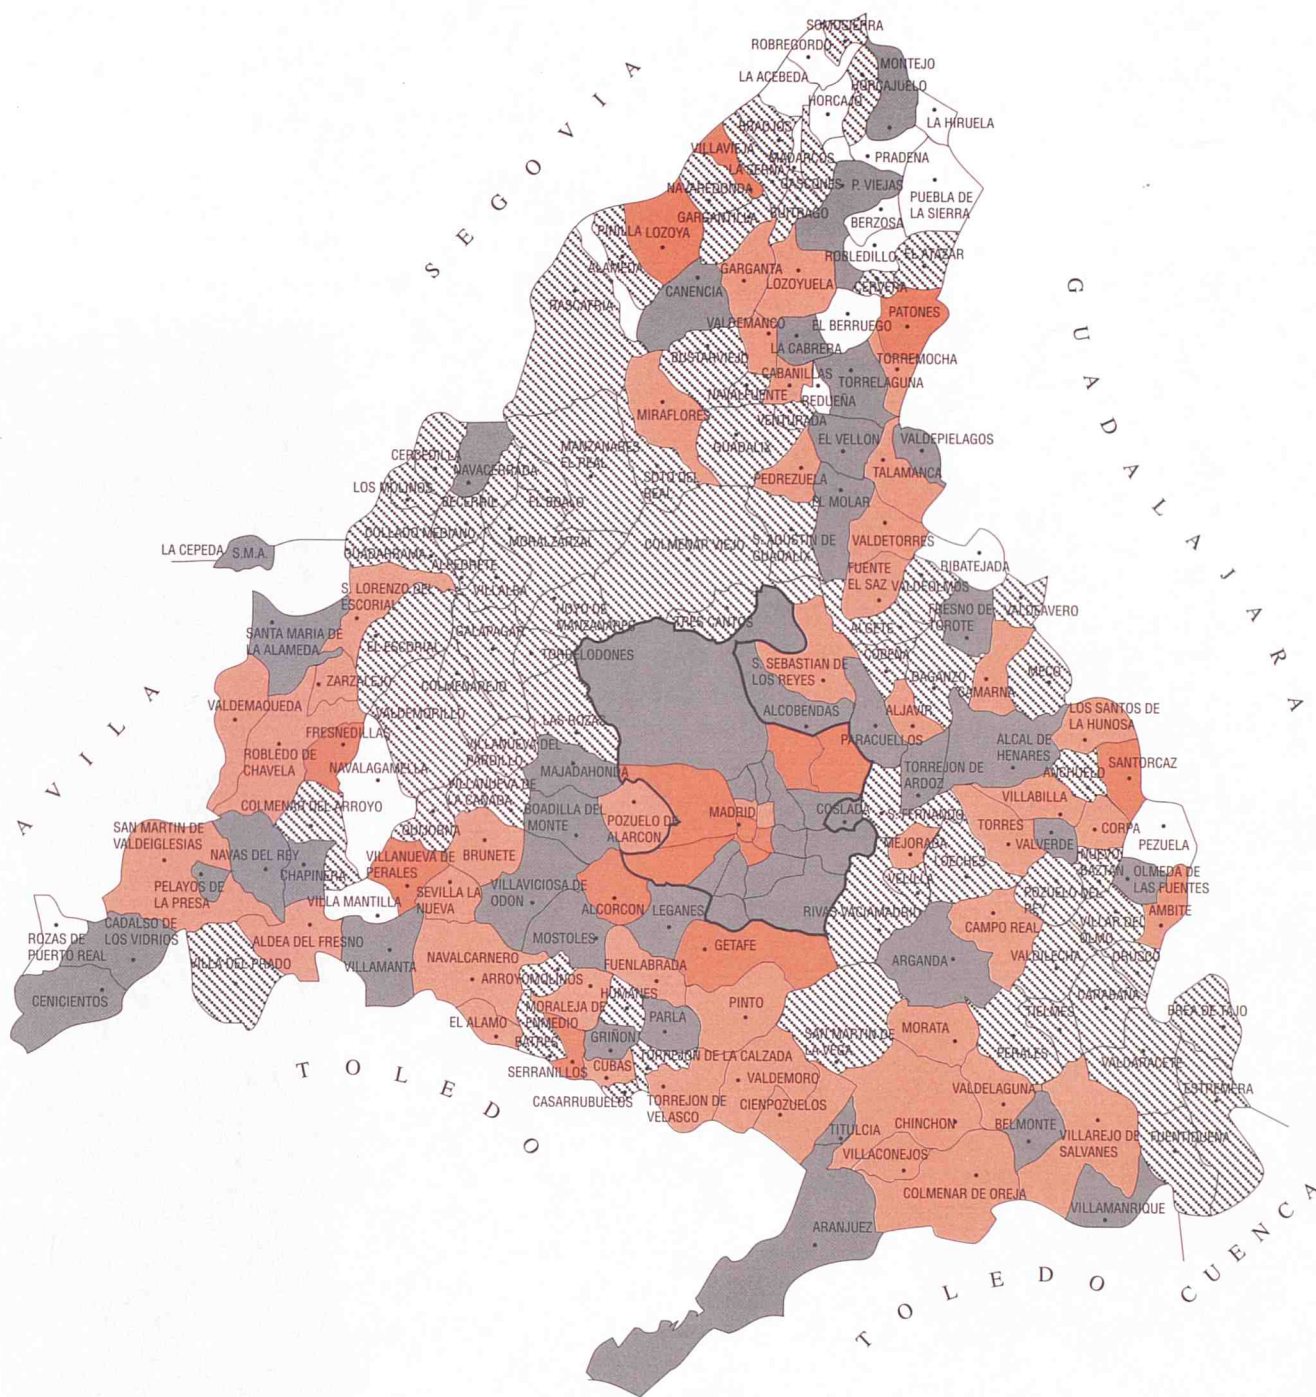 SOMOSIERRA
ROBREGORDO
MONTEJO
LA ACEBEDA
HORCAJUELO
HORCAJO
LA HIRUELA
BRAOJOS
VILLAVIEJA
MADARCOS
PRADENA
LA SERNA
NAVAREDONDA
GASCONES
P. VIEJAS
PUEBLA DE
LA SIERRA
GARGANTILLA
BUITRAGO
BERZOSA
PINILLA
LOZOYA
ROBLEDILLO
EL ATAZAR
ALAMEDA
GARGANTA
LOZOYUELA
CERVERA
CANENCIA
RASCAFRIA
PATONES
VALDEMANCO
EL BERRUEGO
LA CABRERA
BUSTARVIEJO
TORREMOCHA
CABANILLAS
TORRELAGUNA
NAVALFUENTE
REDUEÑA
MIRAFLORES
VENTURADA
GUADALIX
EL VELLON
VALDEPIELAGOS
CERCEDILLA
MANZANARES
EL REAL
NAVACERRADA
PEDREZUELA
TALAMANCA
SOTO DEL
REAL
LOS MOLINOS
BECERRIL
EL BOALO
EL MOLAR
COLLADO MEDIANO
MORALZARZAL
COLMENAR VIEJO
S. AGUSTIN DE
GUADALIX
VALDETORRES
LA CEPEDA
S.M.A.
GUADARRAMA
ALPEDRETE
RIBATEJADA
FUENTE
EL SAZ
VALDEOLMOS
S. LORENZO DEL
ESCORIAL
VILLALBA
HOYO DE
MANZANARES
TRES CANTOS
FRESNO DE
TOROTE
VALDEAVERO
SANTA MARIA DE
LA ALAMEDA
EL ESCORIAL
GALAPAGAR
TORRELODONES
ALGETE
COBEÑA
S. SEBASTIAN DE
LOS REYES
DAGANZO
CAMARNA
MECO
ZARZALEJO
COLMENAREJO
VALDEMAQUEDA
VALDEMORILLO
LAS ROZAS
ALCOBENDAS
ALJAVIR
LOS SANTOS DE
LA HUNOSA
FRESNEDILLAS
PARACUELLOS
ALCAL DE
HENARES
ROBLEDO DE
CHAVELA
NAVALAGAMELLA
VILLANUEVA DEL
PARDILLO
MAJADAHONDA
TORREJON DE
ARDOZ
ANCHUELO
SANTORCAZ
VILLANUEVA DE
LA CAÑADA
COLMENAR DEL ARROYO
BOADILLA DEL
MONTE
POZUELO DE
ALARCON
MADRID
COSLADA
S. FERNANDO
VILLABILLA
TORRES
CORPA
SAN MARTIN DE
VALDEIGLESIAS
QUIJORNA
PEZUELA
NAVAS DEL REY
CHAPINERA
VILLANUEVA DE
PERALES
BRUNETE
MEJORADA
LOECHES
VALVERDE
NUEVO
BAZTAN
OLMEDA DE
LAS FUENTES
PELAYOS DE
LA PRESA
SEVILLA LA
NUEVA
VILLAVICIOSA DE
ODON
VELILLA
POZUELO DEL
REY
VILLA MANTILLA
ALCORCON
LEGANES
RIVAS-VACIAMADRID
VILLAR DEL
OLMO
AMBITE
CADALSO DE
LOS VIDRIOS
ROZAS DE
PUERTO REAL
ALDEA DEL FRESNO
MOSTOLES
CAMPO REAL
GETAFE
VALDILECHA
ORUSCO
VILLA DEL PRADO
VILLAMANTA
NAVALCARNERO
FUENLABRADA
ARGANDA
CENICIENTOS
ARROYOMOLINOS
HUMANES
CARABAÑA
MORALEJA DE
ENMEDIO
PINTO
TIELMES
BREA DE TAJO
EL ALAMO
PARLA
SAN MARTIN DE
LA VEGA
MORATA
BATRES
GRIÑON
PERALES
VALDARACETE
TORREJON DE LA CALZADA
SERRANILLOS
CUBAS
VALDEMORO
VALDELAGUNA
ESTREMERA
CASARRUBUELOS
TORREJON DE
VELASCO
CIENPOZUELOS
CHINCHON
BELMONTE
TITULCIA
VILLAREJO DE
SALVANES
FUENTIDUEÑA
VILLACONEJOS
COLMENAR DE OREJA
VILLAMANRIQUE
ARANJUEZ
SEGOVIA
GUADALAJARA
AVILA
TOLEDO
TOLEDO
CUENCA